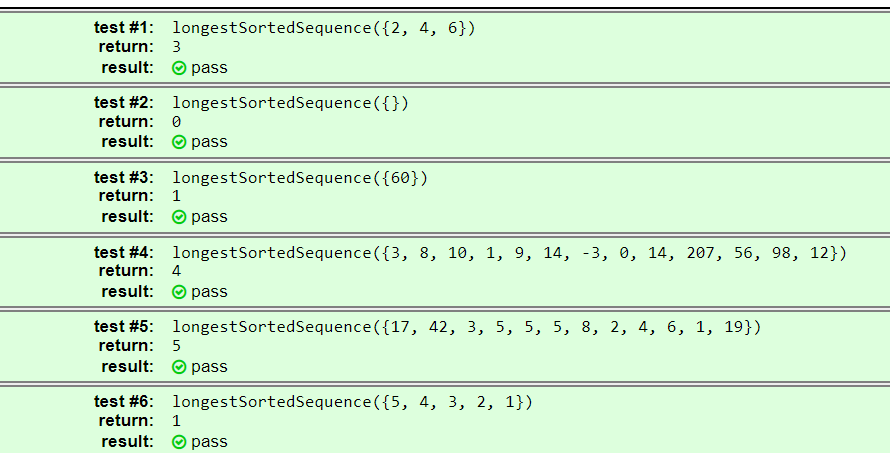 test #1: longestSortedSequence({2, 4, 6})
return: 3
result: pass
test #2: longestSortedSequence({})
return: 0
result: pass
test #3: longestSortedSequence({60})
return: 1
result: pass
test #4: longestSortedSequence({3, 8, 10, 1, 9, 14, -3, 0, 14, 207, 56, 98, 12})
return: 4
result: pass
test #5: longestSortedSequence({17, 42, 3, 5, 5, 5, 8, 2, 4, 6, 1, 19})
return: 5
result: pass
test #6: longestSortedSequence({5, 4, 3, 2, 1})
return: 1
result: pass